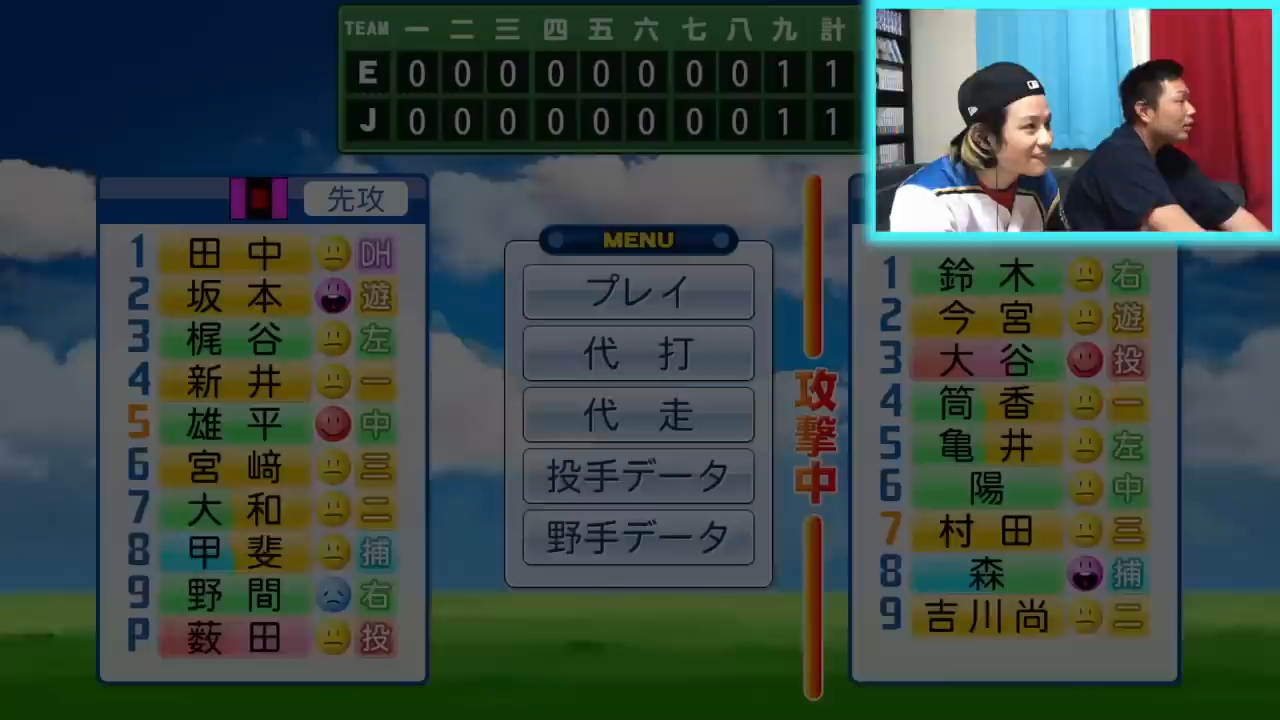 TEAM 一 二 三 四 五 六 七 八 九 計
E 0 0 0 0 0 0 0 0 1 1
J 0 0 0 0 0 0 0 0 1 1
先攻
1 田中 DH
2 坂本 遊
3 梶谷 左
4 新井 一
5 雄平 中
6 宮﨑 三
7 大和 二
8 甲斐 捕
9 野間 右
P 薮田 投
MENU
プレイ
代打
代走
投手データ
野手データ
攻撃中
1 鈴木 右
2 今宮 遊
3 大谷 投
4 筒香 一
5 亀井 左
6 陽 中
7 村田 三
8 森 捕
9 吉川尚 二